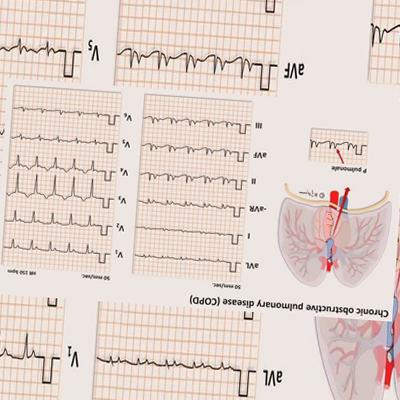 Chronic obstructive pulmonary disease (COPD)
P pulmonale
50 mm/sec.
aVL
I
-aVR
II
aVF
III
50 mm/sec.
HR 150 bpm
V1
V2
V3
V4
V5
V6
aVF
V5
aVL
V1